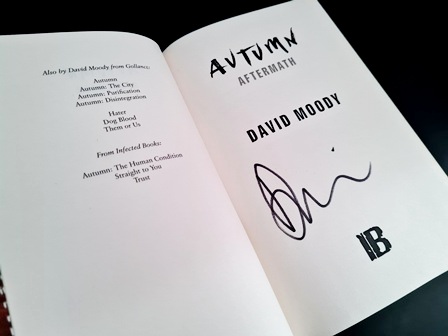 Also by David Moody from Gollancz:
Autumn
Autumn: The City
Autumn: Purification
Autumn: Disintegration
Hater
Dog Blood
Them or Us
From Infected Books:
Autumn: The Human Condition
Straight to You
Trust
AUTUMN
AFTERMATH
DAVID MOODY
IB